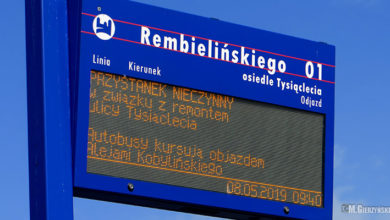 Rembielińskiego 01
osiedle Tysiąclecia
Linia Kierunek Odjazd
PRZYSTANEK NIECZYNNY
W związku z remontem
ulicy Tysiąclecia
Autobusy kursują objazdem
Alejami Kobylińskiego
08.05.2019 09:40
M.GIERZYŃSKI